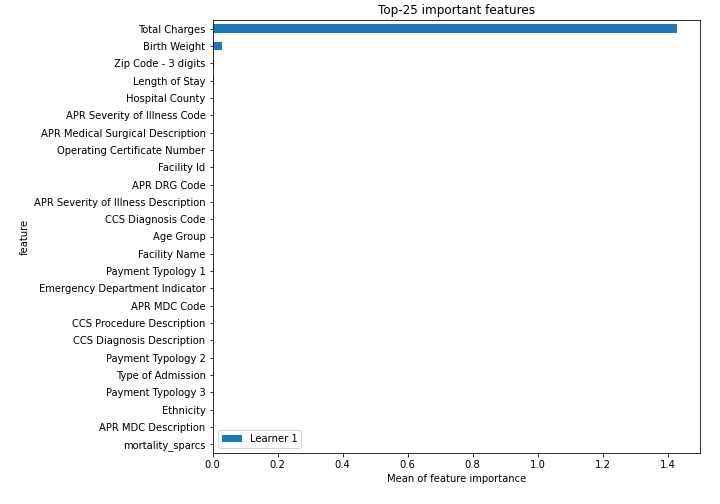 Top-25 important features
Total Charges
Birth Weight
Zip Code - 3 digits
Length of Stay
Hospital County
APR Severity of Illness Code
APR Medical Surgical Description
Operating Certificate Number
Facility Id
APR DRG Code
APR Severity of Illness Description
CCS Diagnosis Code
Age Group
Facility Name
Payment Typology 1
Emergency Department Indicator
APR MDC Code
CCS Procedure Description
CCS Diagnosis Description
Payment Typology 2
Type of Admission
Payment Typology 3
Ethnicity
APR MDC Description
mortality_sparcs
feature
Learner 1
0.0 0.2 0.4 0.6 0.8 1.0 1.2 1.4
Mean of feature importance